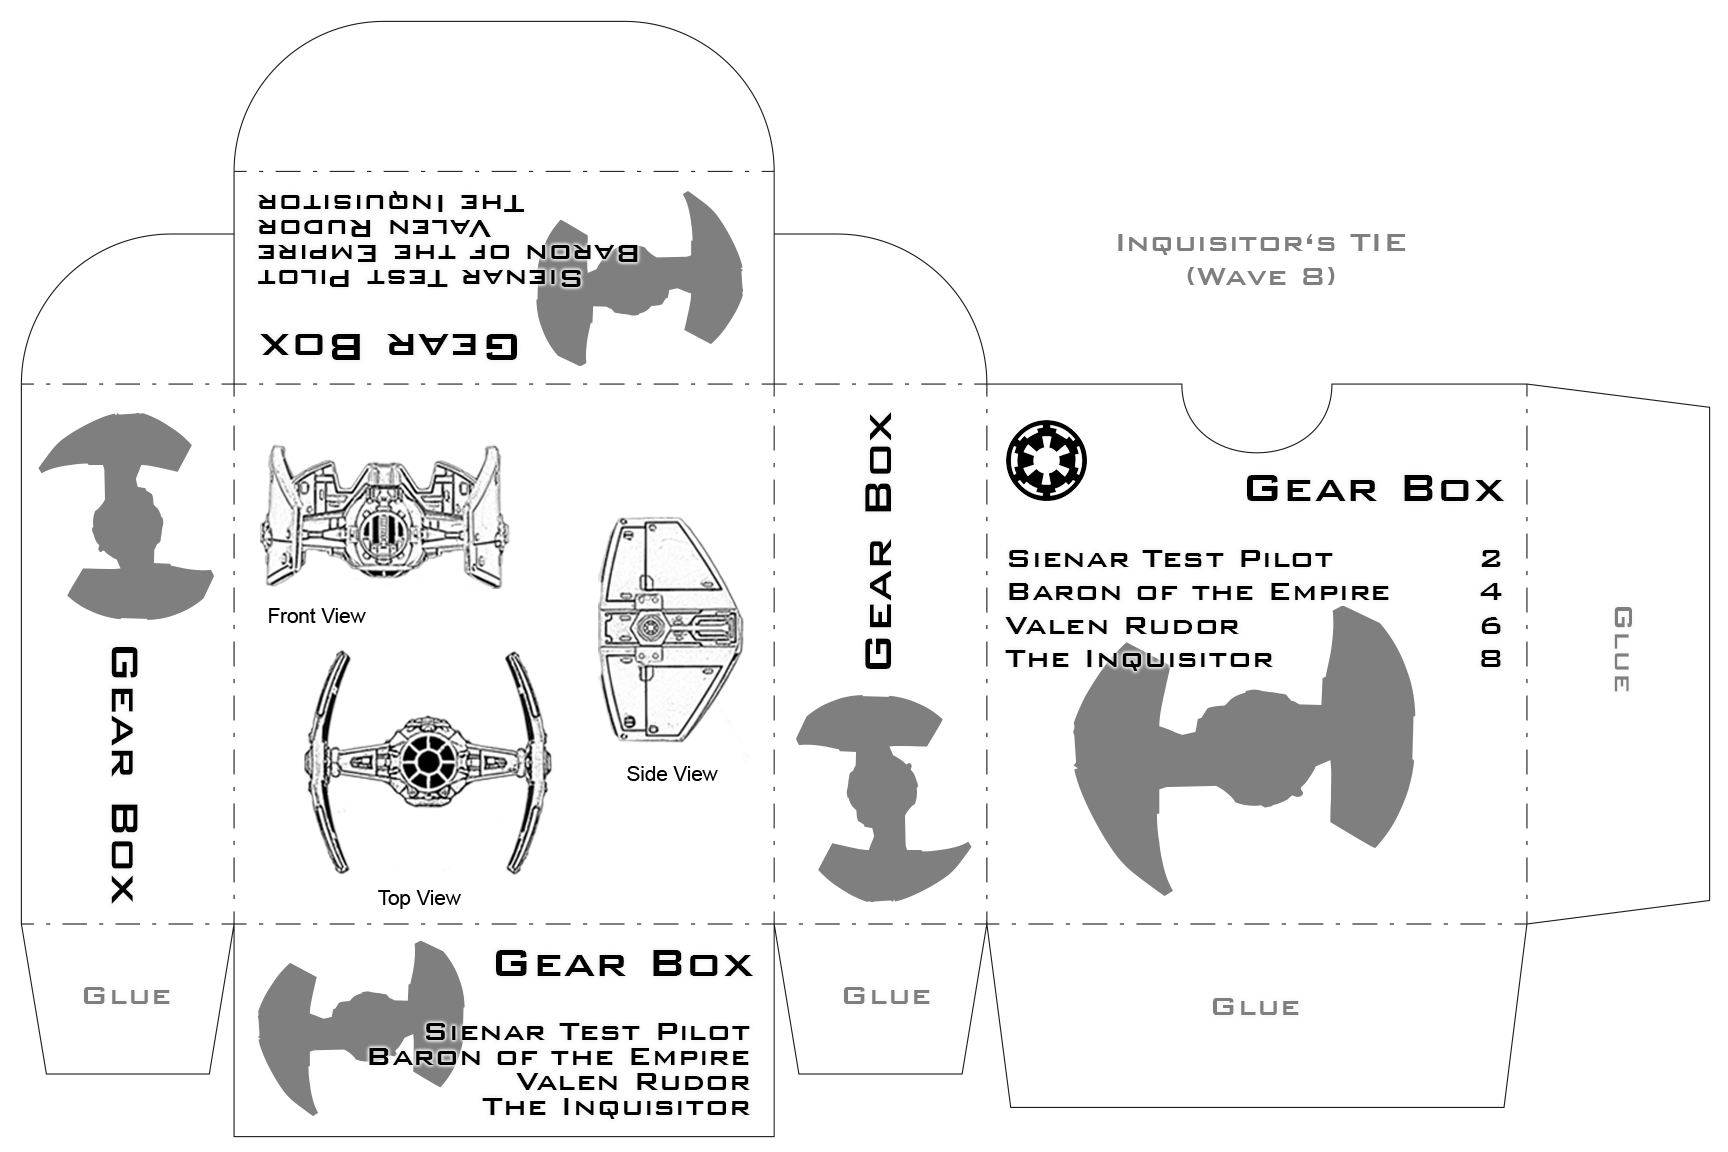 The Inquisitor
Valen Rudor
Baron of the Empire
Sienar Test Pilot
Gear Box
Inquisitor‘s TIE
(Wave 8)
Gear Box
Front View
Top View
Side View
Gear Box
Gear Box
Sienar Test Pilot 2
Baron of the Empire 4
Valen Rudor 6
The Inquisitor 8
Glue
Glue
Gear Box
Sienar Test Pilot
Baron of the Empire
Valen Rudor
The Inquisitor
Glue
Glue